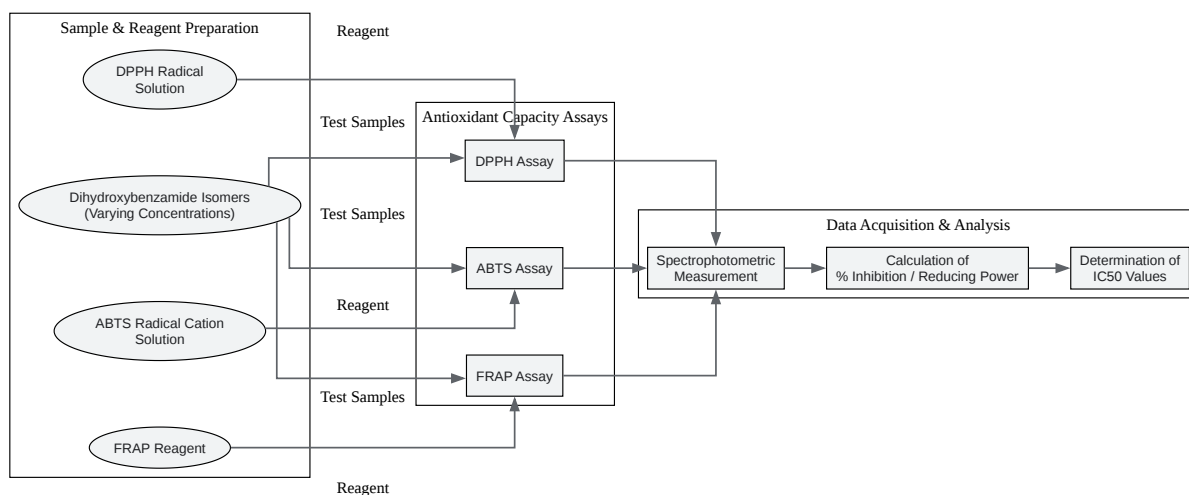 Sample & Reagent Preparation
DPPH Radical
Solution
Dihydroxybenzamide Isomers
(Varying Concentrations)
ABTS Radical Cation
Solution
FRAP Reagent
Reagent
Test Samples
Test Samples
Reagent
Test Samples
Reagent
Antioxidant Capacity Assays
DPPH Assay
ABTS Assay
FRAP Assay
Data Acquisition & Analysis
Spectrophotometric
Measurement
Calculation of
% Inhibition / Reducing Power
Determination of
IC50 Values